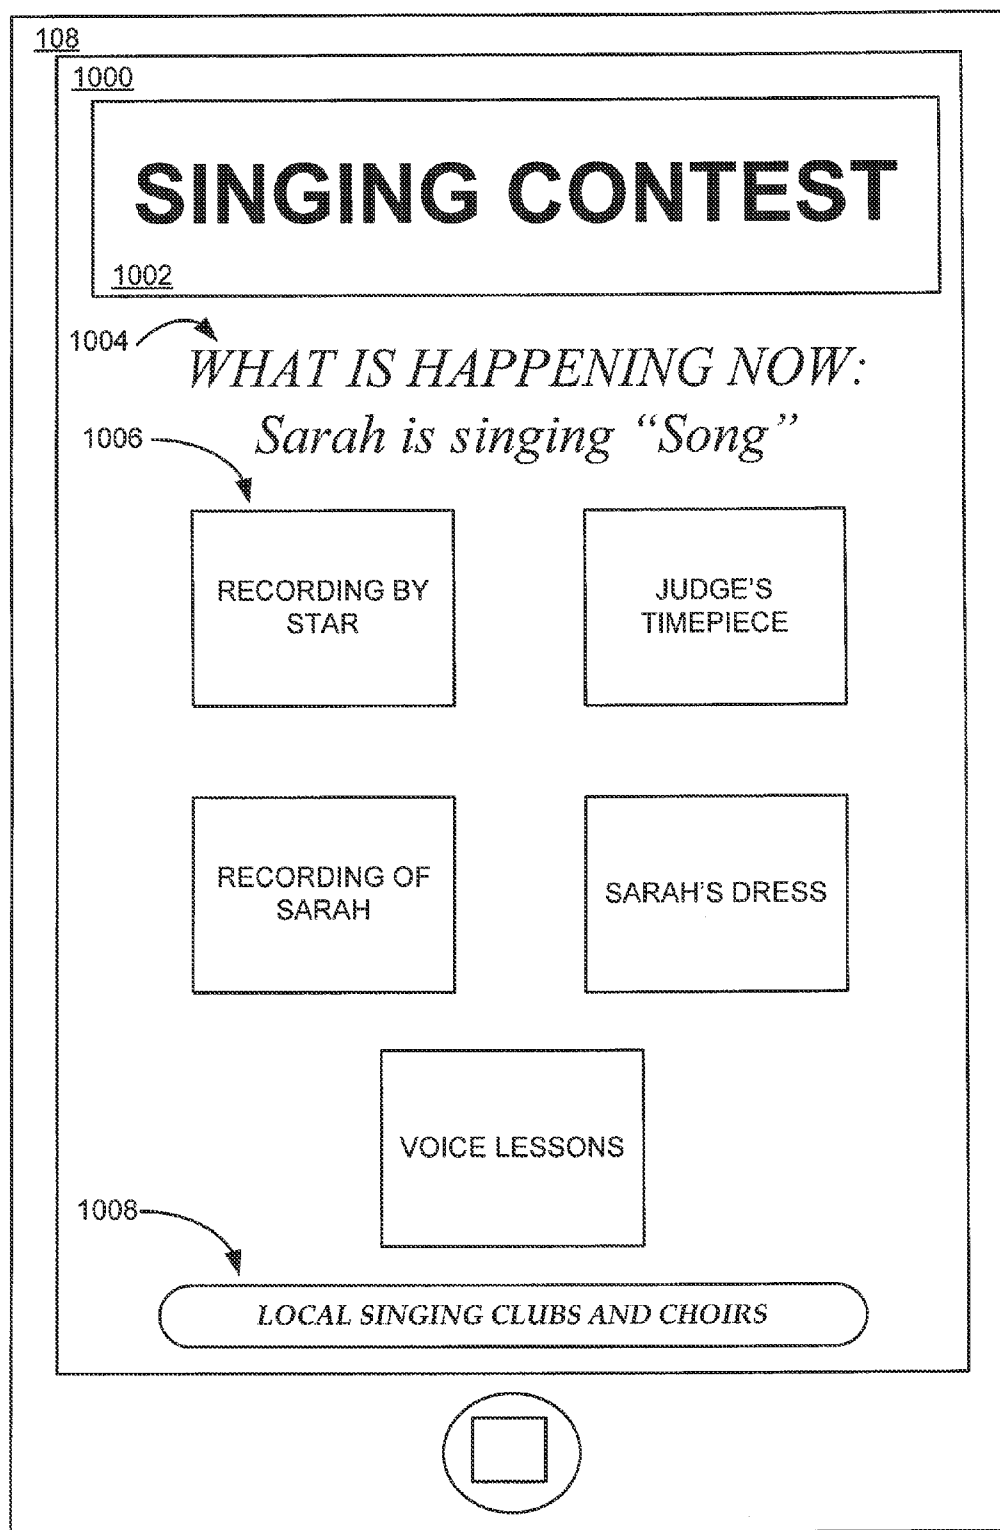 108
1000
SINGING CONTEST
1002
1004
WHAT IS HAPPENING NOW:
Sarah is singing “Song”
1006
RECORDING BY
STAR
JUDGE'S
TIMEPIECE
RECORDING OF
SARAH
SARAH'S DRESS
VOICE LESSONS
1008
LOCAL SINGING CLUBS AND CHOIRS